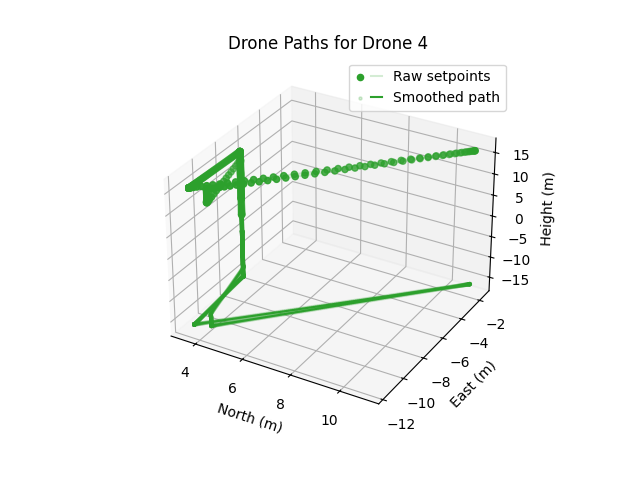 Drone Paths for Drone 4
Raw setpoints
Smoothed path
15
10
5
0
−5
−10
−15
Height (m)
−2
−4
−6
−8
−10
−12
East (m)
4
6
8
10
North (m)